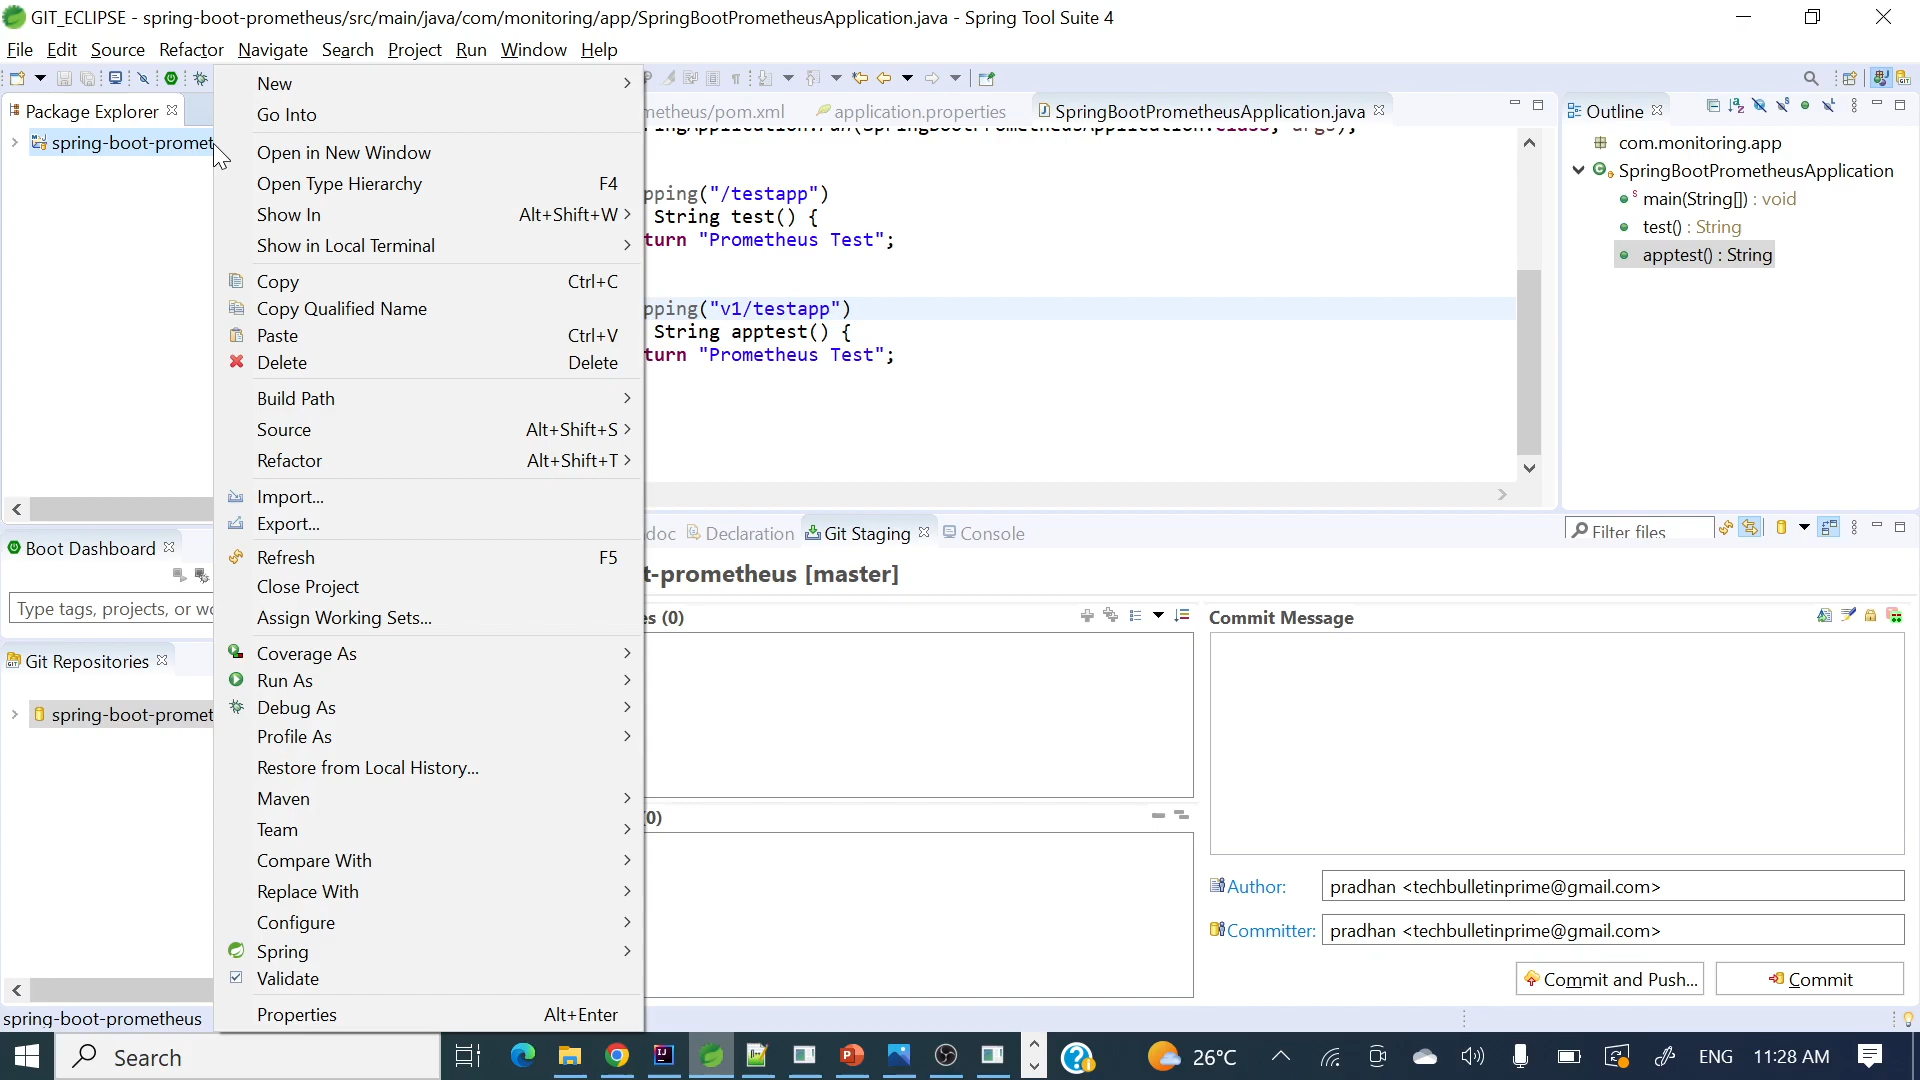 GIT_ECLIPSE - spring-boot-prometheus/src/main/java/com/monitoring/app/SpringBootPrometheusApplication.java - Spring Tool Suite 4
File Edit Source Refactor Navigate Search Project Run Window Help
Package Explorer
spring-boot-promet
New
Go Into
Open in New Window
Open Type Hierarchy F4
Show In Alt+Shift+W
Show in Local Terminal
Copy Ctrl+C
Copy Qualified Name
Paste Ctrl+V
Delete Delete
Build Path
Source Alt+Shift+S
Refactor Alt+Shift+T
Import...
Export...
Refresh F5
Close Project
Assign Working Sets...
Coverage As
Run As
Debug As
Profile As
Restore from Local History...
Maven
Team
Compare With
Replace With
Configure
Spring
Validate
Properties Alt+Enter
metheus/pom.xml application.properties SpringBootPrometheusApplication.java
pping("/testapp")
String test() {
turn "Prometheus Test";
pping("v1/testapp")
String apptest() {
turn "Prometheus Test";
Outline
com.monitoring.app
SpringBootPrometheusApplication
main(String[]) : void
test() : String
apptest() : String
Boot Dashboard
Type tags, projects, or wo
Git Repositories
spring-boot-promet
doc Declaration Git Staging Console
Filter files
t-prometheus [master]
es (0)
(0)
Commit Message
Author: pradhan <techbulletinprime@gmail.com>
Committer: pradhan <techbulletinprime@gmail.com>
Commit and Push... Commit
spring-boot-prometheus
Search
26°C ENG 11:28 AM